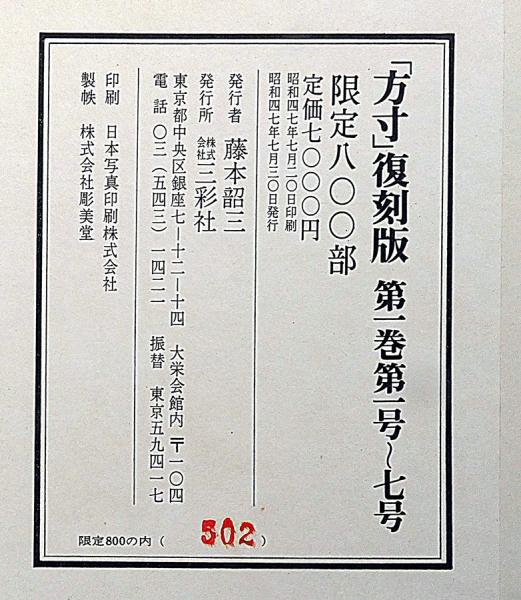 「方寸」復刻版 第一巻第一号〜七号
限定八〇〇部
定価七〇〇〇円
昭和四七年七月二〇日印刷
昭和四七年七月三〇日発行
発行者 藤本韶三
発行所 株式会社三彩社
東京都中央区銀座七ー十二ー十四 大栄会館内 〒一〇四
電話 〇三(五四三)一四二一 振替 東京五九四一七
印刷 日本写真印刷株式会社
製帙 株式会社彫美堂
限定800の内( 502 )